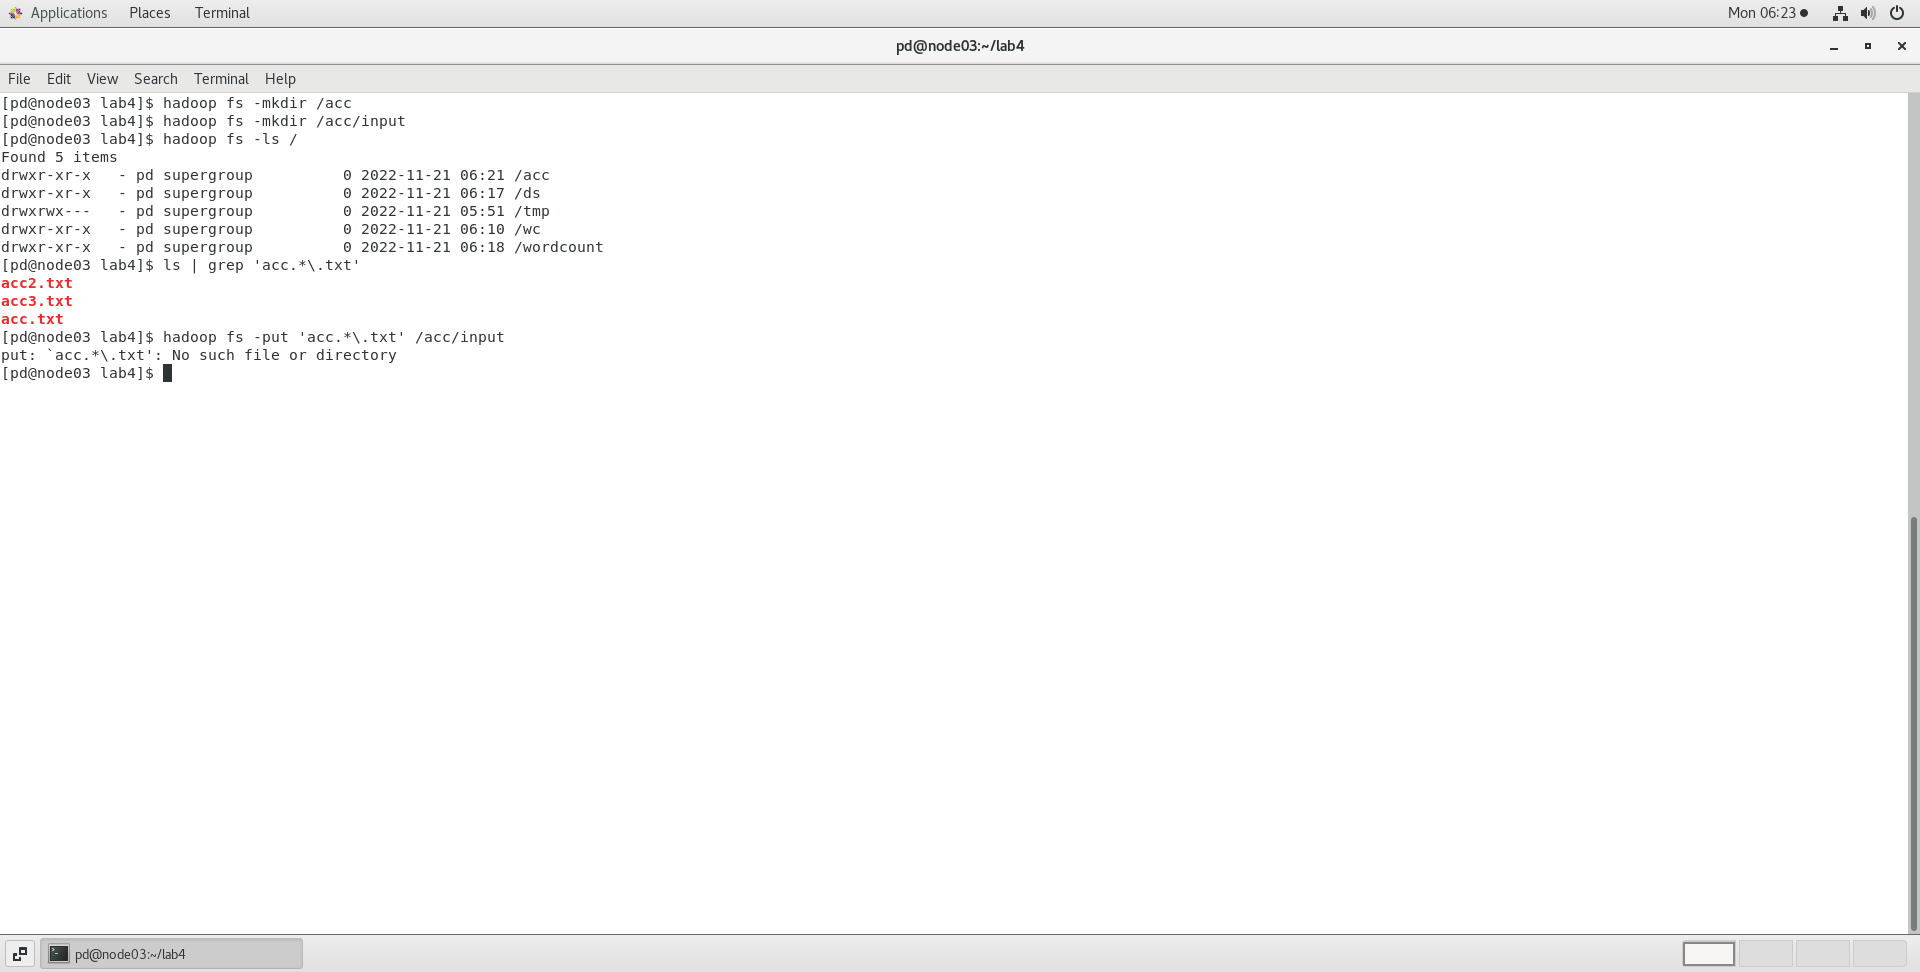 Applications Places Terminal Mon 06:23
pd@node03:~/lab4
File Edit View Search Terminal Help
[pd@node03 lab4]$ hadoop fs -mkdir /acc
[pd@node03 lab4]$ hadoop fs -mkdir /acc/input
[pd@node03 lab4]$ hadoop fs -ls /
Found 5 items
drwxr-xr-x   - pd supergroup          0 2022-11-21 06:21 /acc
drwxr-xr-x   - pd supergroup          0 2022-11-21 06:17 /ds
drwxrwx---   - pd supergroup          0 2022-11-21 05:51 /tmp
drwxr-xr-x   - pd supergroup          0 2022-11-21 06:10 /wc
drwxr-xr-x   - pd supergroup          0 2022-11-21 06:18 /wordcount
[pd@node03 lab4]$ ls | grep 'acc.*\.txt'
acc2.txt
acc3.txt
acc.txt
[pd@node03 lab4]$ hadoop fs -put 'acc.*\.txt' /acc/input
put: `acc.*\.txt': No such file or directory
[pd@node03 lab4]$
pd@node03:~/lab4